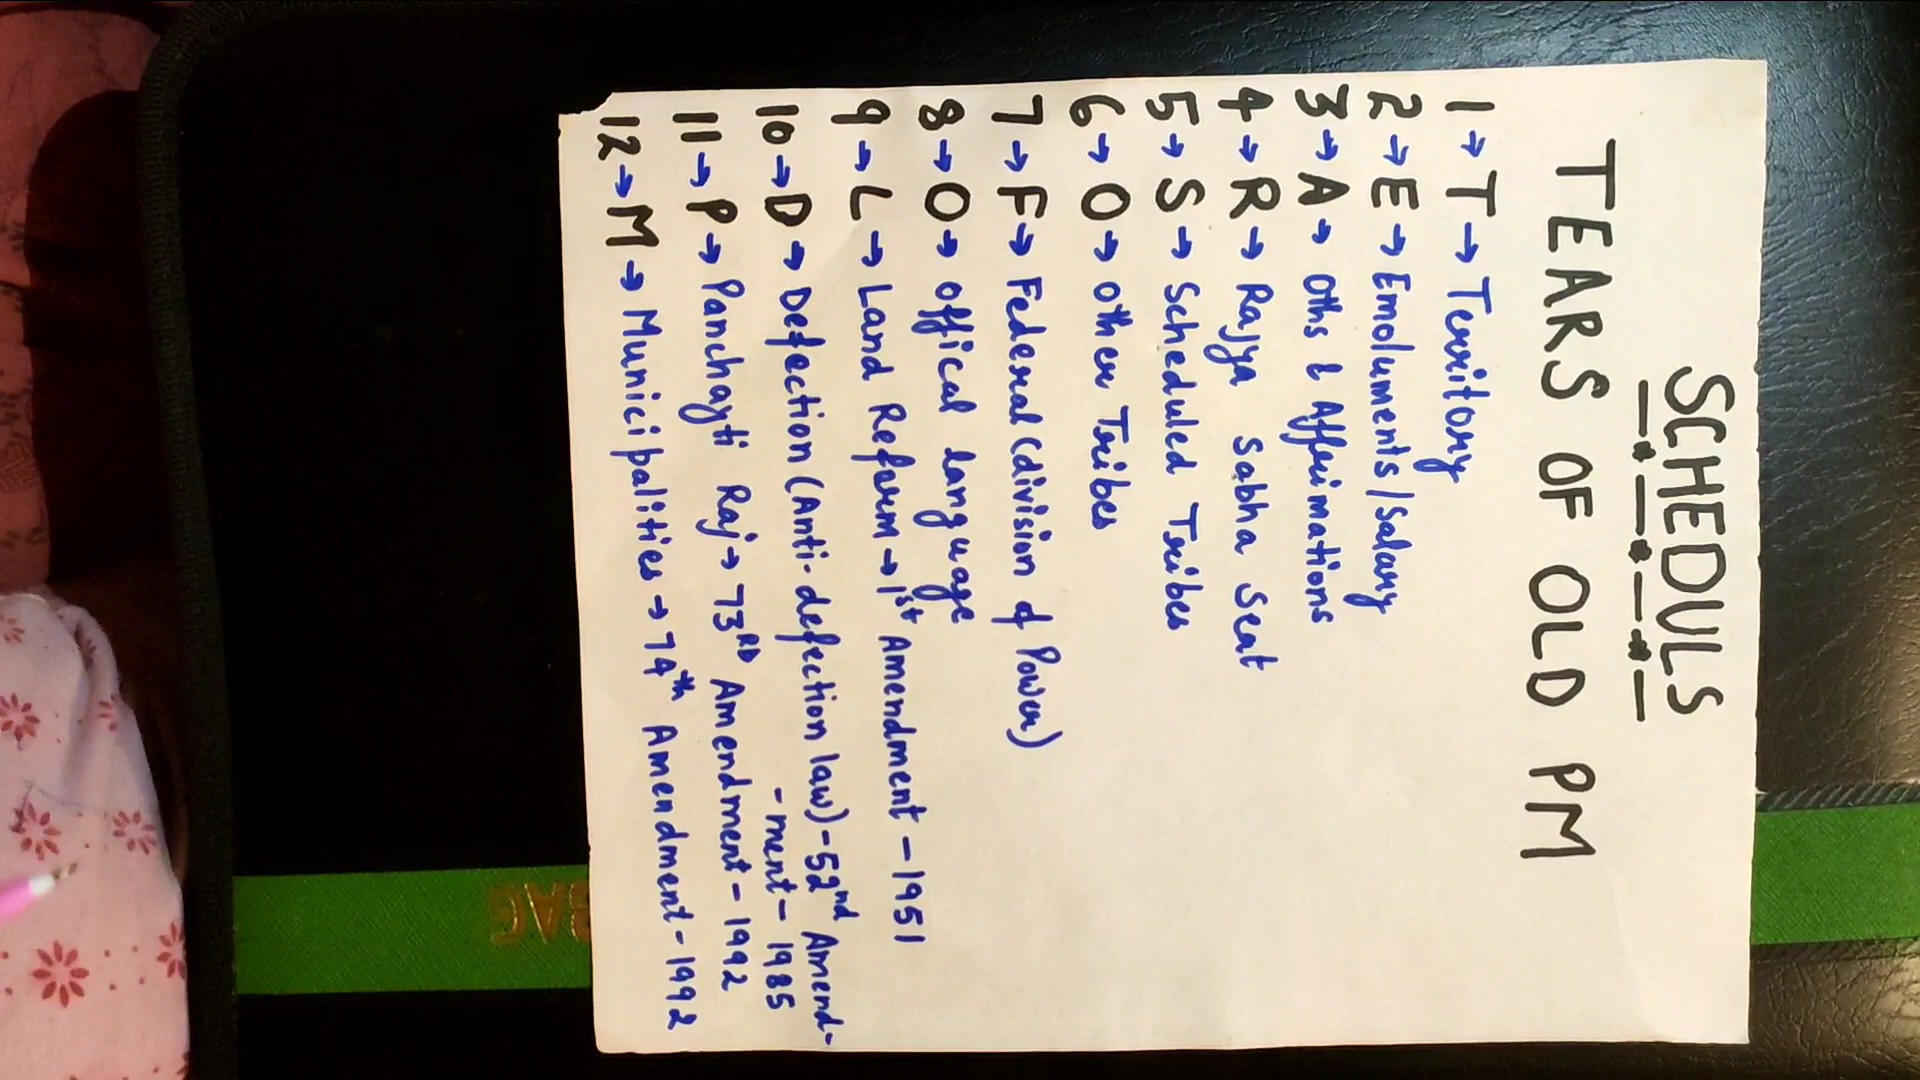 SCHEDULS
TEARS OF OLD PM
1 → T → Territory
2 → E → Emoluments/Salary
3 → A → Oths & Affirmations
4 → R → Rajya Sabha Seat
5 → S → Scheduled Tribes
6 → O → Other Tribes
7 → F → Federal (division of Power)
8 → O → Offical language
9 → L → Land Reform → 1st Amendment - 1951
10 → D → Defection (Anti-defection law) - 52nd Amend-
-ment - 1985
11 → P → Panchayti Raj → 73RD Amendment - 1992
12 → M → Municipalities → 74th Amendment - 1992
BAG